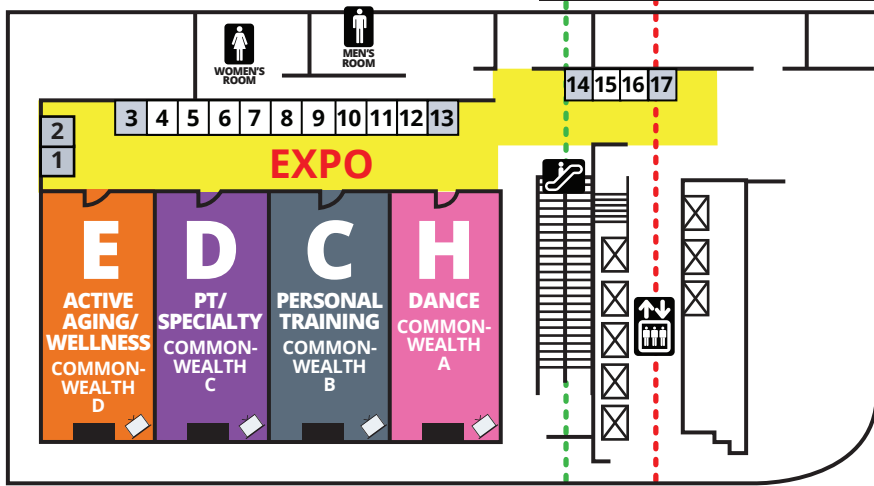 WOMEN'S
ROOM
MEN'S
ROOM
14 15 16 17
3 4 5 6 7 8 9 10 11 12 13
2
1
EXPO
E
ACTIVE
AGING/
WELLNESS
COMMON-
WEALTH
D
D
PT/
SPECIALTY
COMMON-
WEALTH
C
C
PERSONAL
TRAINING
COMMON-
WEALTH
B
H
DANCE
COMMON-
WEALTH
A